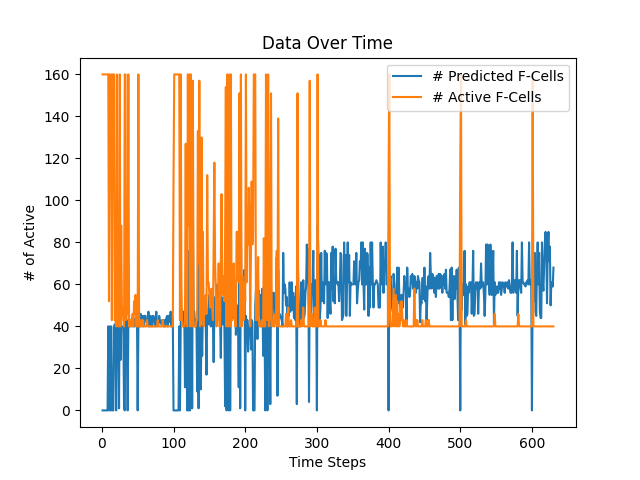 Data Over Time
# Predicted F-Cells
# Active F-Cells
160
140
120
100
80
60
40
20
0
# of Active
0 100 200 300 400 500 600
Time Steps